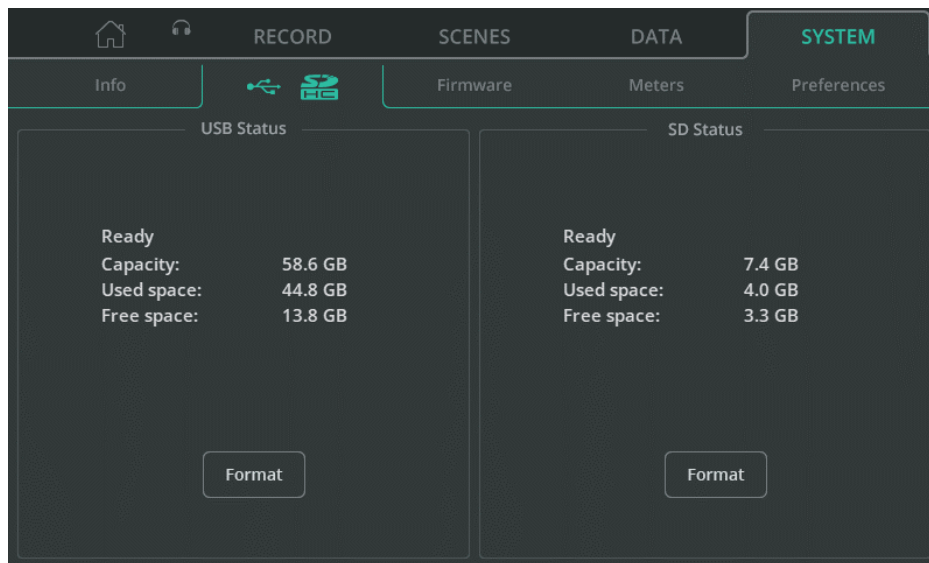 RECORD SCENES DATA SYSTEM
Info SD HC Firmware Meters Preferences
USB Status
Ready
Capacity: 58.6 GB
Used space: 44.8 GB
Free space: 13.8 GB
Format
SD Status
Ready
Capacity: 7.4 GB
Used space: 4.0 GB
Free space: 3.3 GB
Format